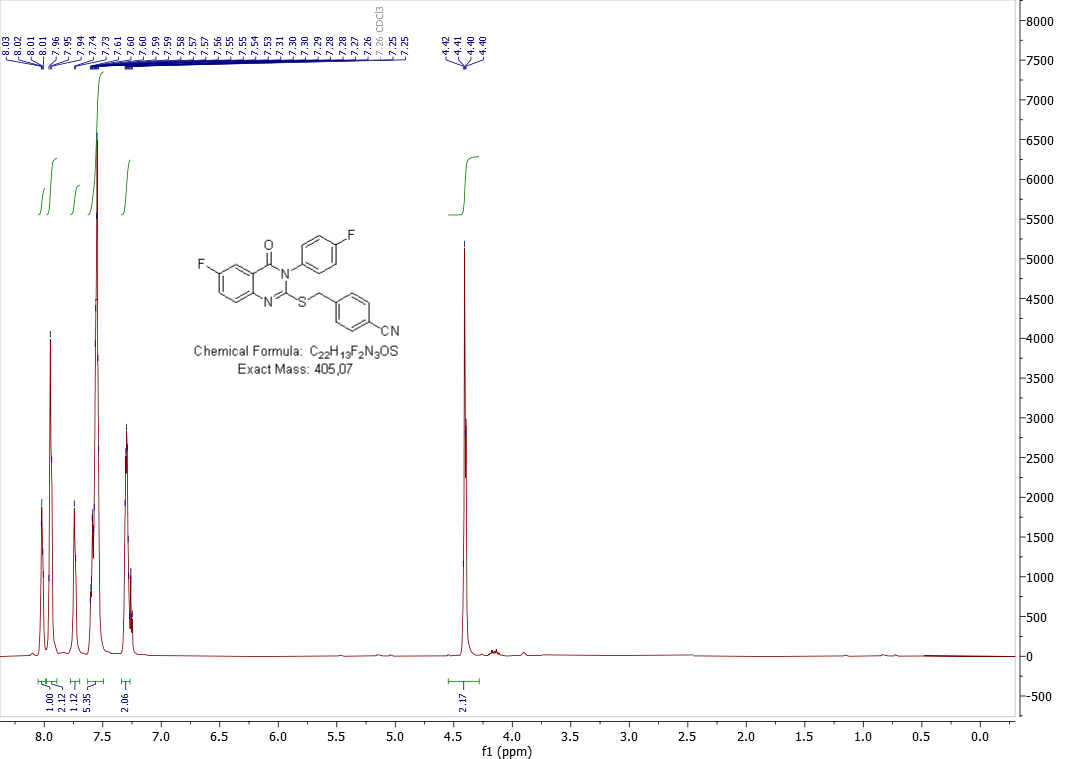 8.03 8.02 8.01 8.01 7.96 7.95 7.94 7.74 7.73 7.61 7.60 7.60 7.59 7.59 7.58 7.57 7.57 7.56 7.55 7.55 7.54 7.53 7.31 7.30 7.30 7.29 7.28 7.28 7.27 7.26 7.26 CDCl3 7.25 7.25 4.42 4.41 4.40 4.40
8000
7500
7000
6500
6000
5500
5000
4500
4000
3500
3000
2500
2000
1500
1000
500
0
-500
F
O
F
N
N
S
CN
Chemical Formula: C₂₂H₁₃F₂N₃OS
Exact Mass: 405,07
1.00 2.12 1.12 5.35 2.06 2.17
8.0 7.5 7.0 6.5 6.0 5.5 5.0 4.5 4.0 3.5 3.0 2.5 2.0 1.5 1.0 0.5 0.0
f1 (ppm)